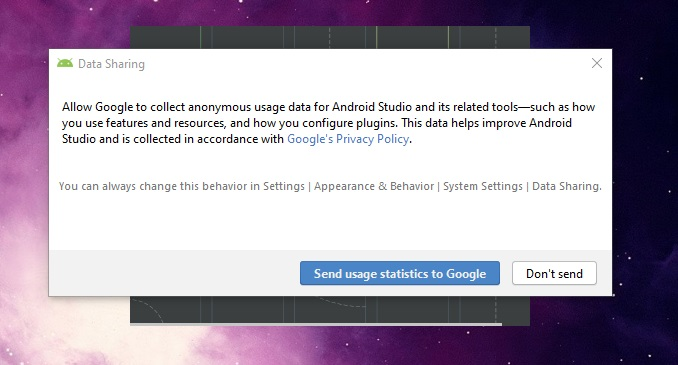 Data Sharing
Allow Google to collect anonymous usage data for Android Studio and its related tools—such as how
you use features and resources, and how you configure plugins. This data helps improve Android
Studio and is collected in accordance with Google's Privacy Policy.
You can always change this behavior in Settings | Appearance & Behavior | System Settings | Data Sharing.
Send usage statistics to Google
Don't send